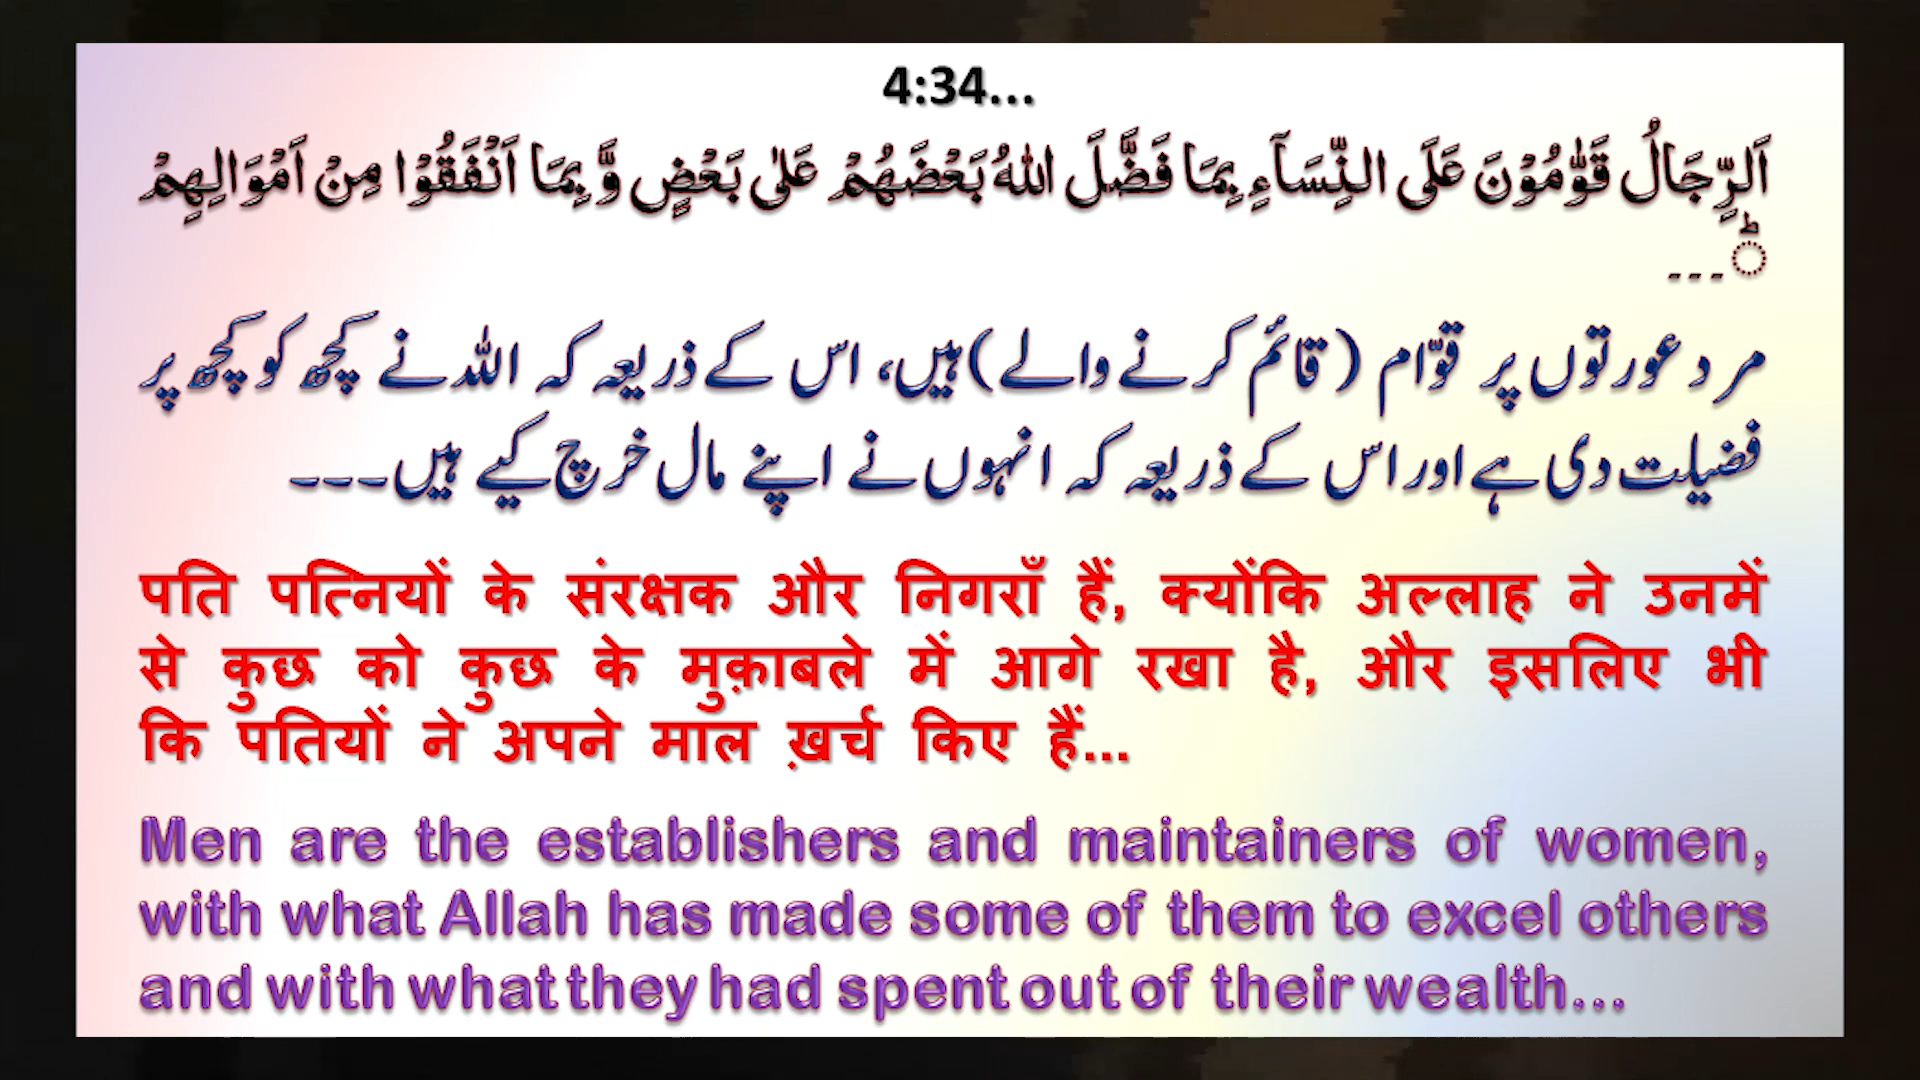 4:34...
اَلرِّجَالُ قَوّٰمُوْنَ عَلَى النِّسَآءِ بِمَا فَضَّلَ اللّٰهُ بَعْضَهُمْ عَلٰى بَعْضٍ وَّ بِمَا اَنْفَقُوْا مِنْ اَمْوَالِهِمْ
ؕ...
مرد عورتوں پر قوّام (قائم کرنے والے) ہیں، اس کے ذریعہ کہ اللہ نے کچھ کو کچھ پر
فضیلت دی ہے اور اس کے ذریعہ کہ انہوں نے اپنے مال خرچ کیے ہیں۔۔۔
पति पत्नियों के संरक्षक और निगराँ हैं, क्योंकि अल्लाह ने उनमें
से कुछ को कुछ के मुक़ाबले में आगे रखा है, और इसलिए भी
कि पतियों ने अपने माल ख़र्च किए हैं...
Men are the establishers and maintainers of women,
with what Allah has made some of them to excel others
and with what they had spent out of their wealth...